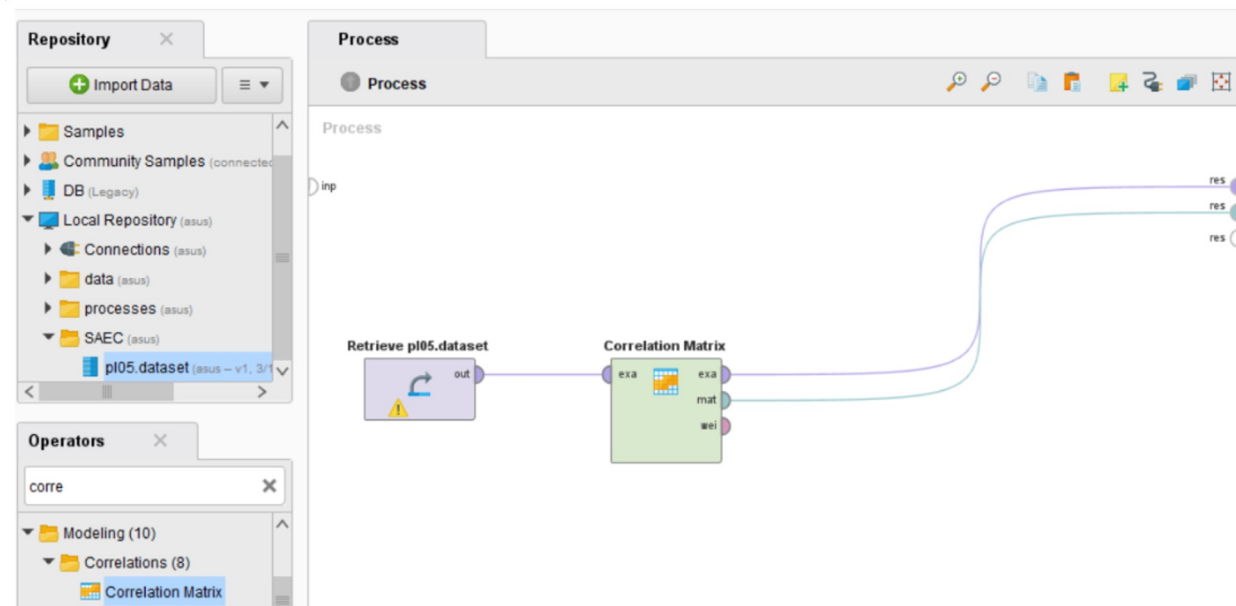 Repository
Import Data
Samples
Community Samples (connected
DB (Legacy)
Local Repository (asus)
Connections (asus)
data (asus)
processes (asus)
SAEC (asus)
pl05.dataset (asus – v1, 3/1
Operators
corre
Modeling (10)
Correlations (8)
Correlation Matrix
Process
Process
Process
inp
res
res
res
Retrieve pl05.dataset
out
Correlation Matrix
exa
exa
mat
wei